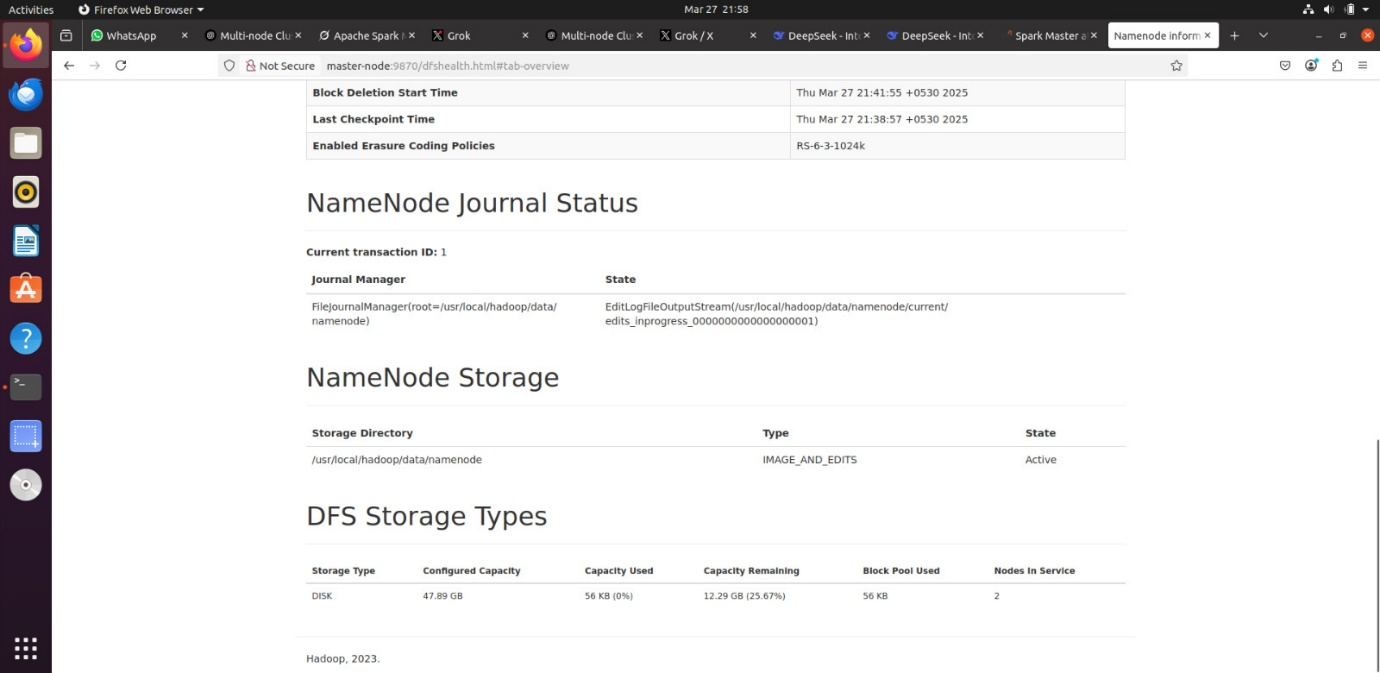 Activities Firefox Web Browser Mar 27 21:58
WhatsApp Multi-node Clu Apache Spark Grok Multi-node Clu Grok / X DeepSeek - Int DeepSeek - Int Spark Master a Namenode inform
Not Secure master-node:9870/dfshealth.html#tab-overview
Block Deletion Start Time Thu Mar 27 21:41:55 +0530 2025
Last Checkpoint Time Thu Mar 27 21:38:57 +0530 2025
Enabled Erasure Coding Policies RS-6-3-1024k
NameNode Journal Status
Current transaction ID: 1
Journal Manager State
FileJournalManager(root=/usr/local/hadoop/data/ EditLogFileOutputStream(/usr/local/hadoop/data/namenode/current/
namenode) edits_inprogress_0000000000000000001)
NameNode Storage
Storage Directory Type State
/usr/local/hadoop/data/namenode IMAGE_AND_EDITS Active
DFS Storage Types
Storage Type Configured Capacity Capacity Used Capacity Remaining Block Pool Used Nodes In Service
DISK 47.89 GB 56 KB (0%) 12.29 GB (25.67%) 56 KB 2
Hadoop, 2023.